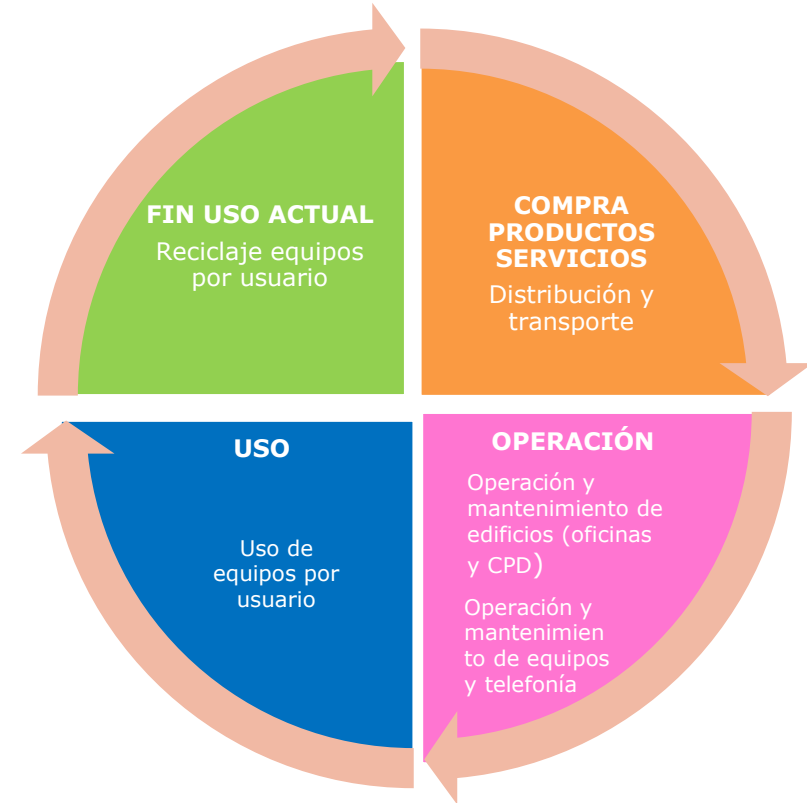 FIN USO ACTUAL
Reciclaje equipos
por usuario
COMPRA
PRODUCTOS
SERVICIOS
Distribución y
transporte
USO
Uso de
equipos por
usuario
OPERACIÓN
Operación y
mantenimiento de
edificios (oficinas
y CPD)
Operación y
mantenimien
to de equipos
y telefonía